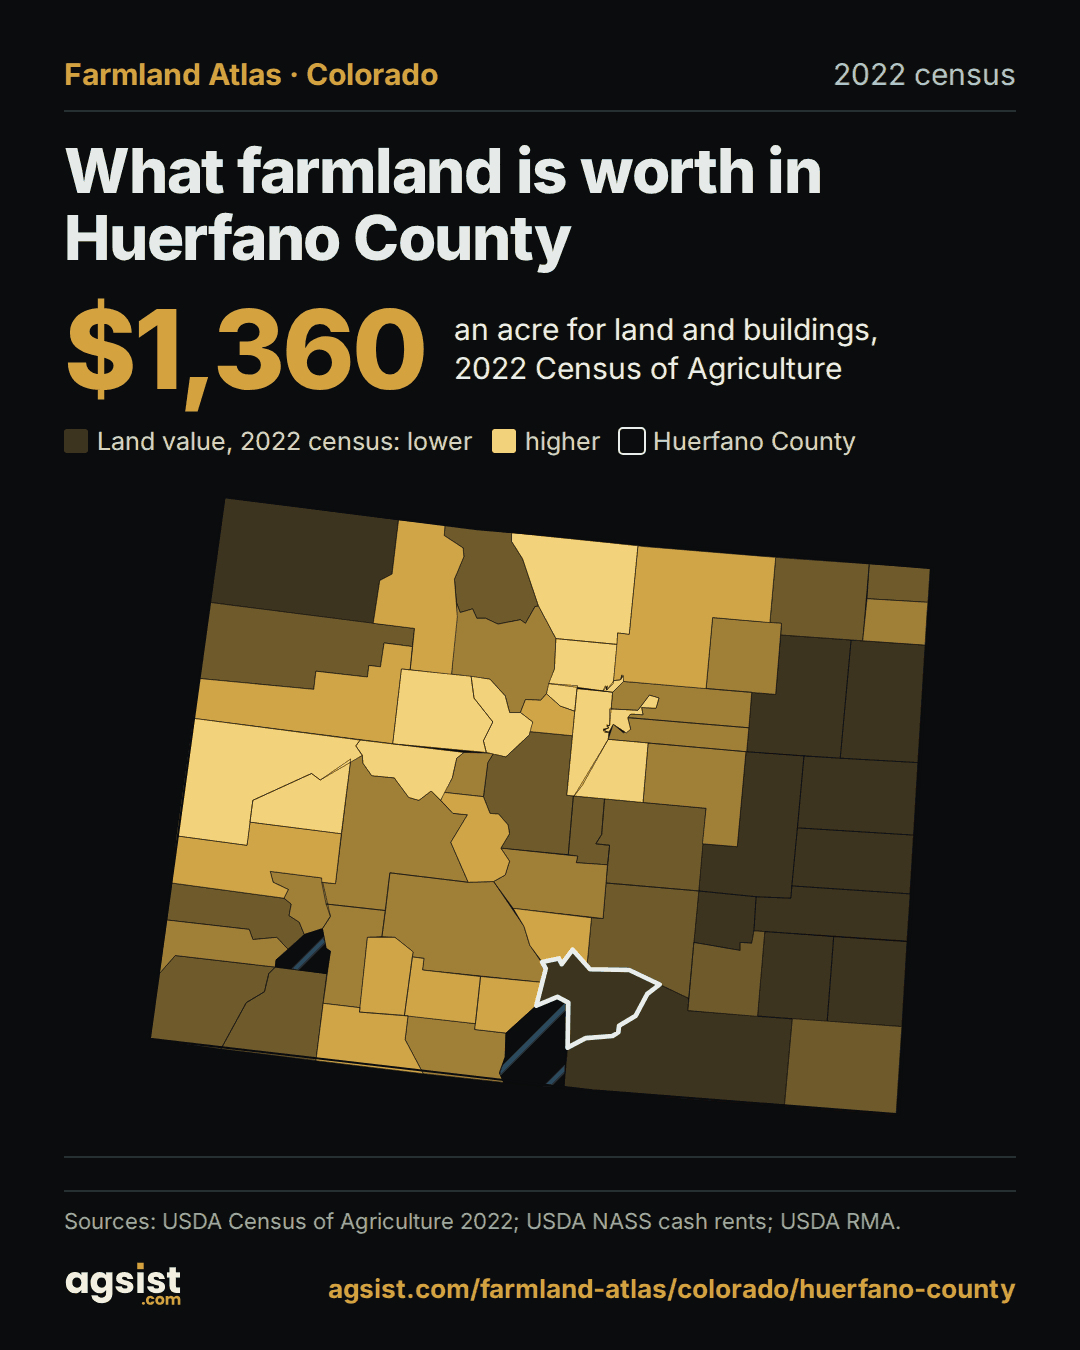 Farmland Atlas · Colorado
2022 census
What farmland is worth in
Huerfano County
$1,360
an acre for land and buildings,
2022 Census of Agriculture
Land value, 2022 census: lower
higher
Huerfano County
Sources: USDA Census of Agriculture 2022; USDA NASS cash rents; USDA RMA.
agsist
.com
agsist.com/farmland-atlas/colorado/huerfano-county